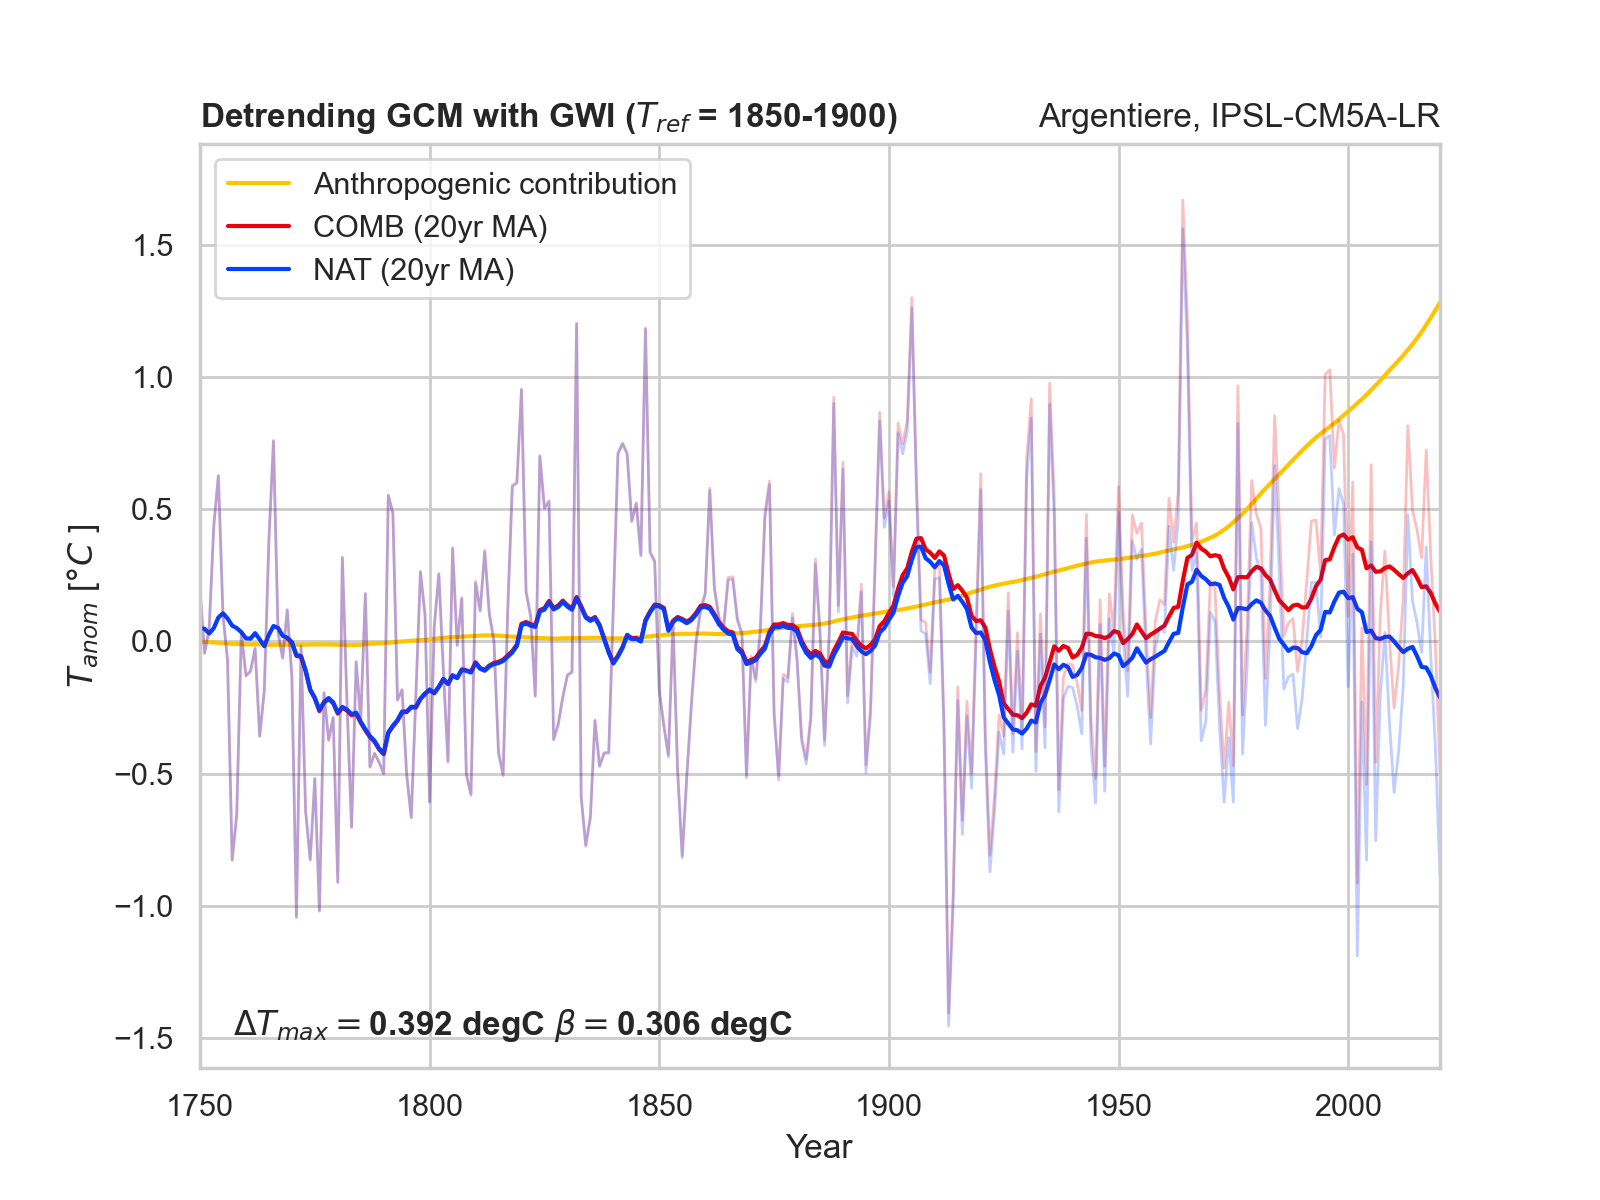 Detrending GCM with GWI (T_ref = 1850-1900)
Argentiere, IPSL-CM5A-LR
Anthropogenic contribution
COMB (20yr MA)
NAT (20yr MA)
T_anom [°C ]
1.5
1.0
0.5
0.0
−0.5
−1.0
−1.5
ΔT_max = 0.392 degC β = 0.306 degC
1750 1800 1850 1900 1950 2000
Year